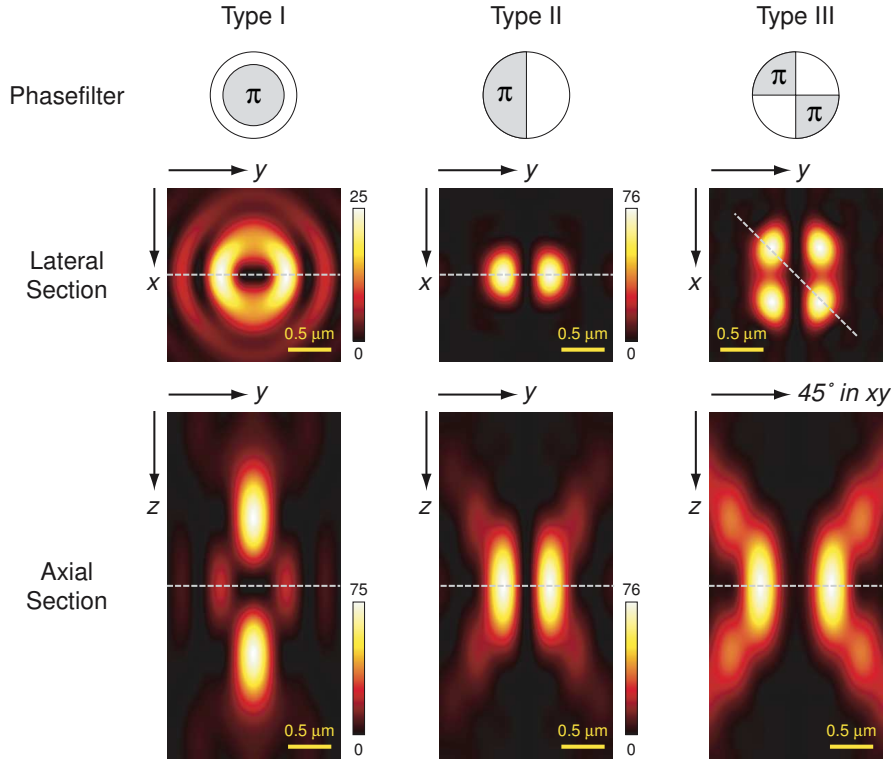 Type I
Type II
Type III
Phasefilter
π
π
π
π
y
y
y
x
x
x
Lateral
Section
25
0
76
0
0.5 µm
0.5 µm
0.5 µm
y
y
45° in xy
z
z
z
Axial
Section
75
0
76
0
0.5 µm
0.5 µm
0.5 µm